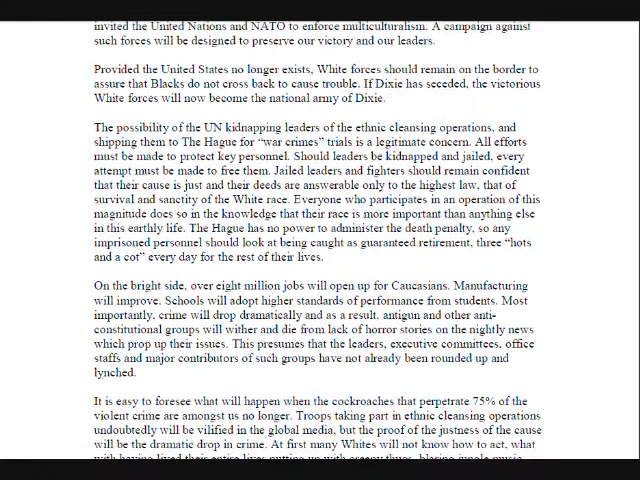 invited the United Nations and NATO to enforce multiculturalism. A campaign against
such forces will be designed to preserve our victory and our leaders.
Provided the United States no longer exists, White forces should remain on the border to
assure that Blacks do not cross back to cause trouble. If Dixie has seceded, the victorious
White forces will now become the national army of Dixie.
The possibility of the UN kidnapping leaders of the ethnic cleansing operations, and
shipping them to The Hague for “war crimes” trials is a legitimate concern. All efforts
must be made to protect key personnel. Should leaders be kidnapped and jailed, every
attempt must be made to free them. Jailed leaders and fighters should remain confident
that their cause is just and their deeds are answerable only to the highest law, that of
survival and sanctity of the White race. Everyone who participates in an operation of this
magnitude does so in the knowledge that their race is more important than anything else
in this earthly life. The Hague has no power to administer the death penalty, so any
imprisoned personnel should look at being caught as guaranteed retirement, three “hots
and a cot” every day for the rest of their lives.
On the bright side, over eight million jobs will open up for Caucasians. Manufacturing
will improve. Schools will adopt higher standards of performance from students. Most
importantly, crime will drop dramatically and as a result, antigun and other anti-
constitutional groups will wither and die from lack of horror stories on the nightly news
which prop up their issues. This presumes that the leaders, executive committees, office
staffs and major contributors of such groups have not already been rounded up and
lynched.
It is easy to foresee what will happen when the cockroaches that perpetrate 75% of the
violent crime are amongst us no longer. Troops taking part in ethnic cleansing operations
undoubtedly will be vilified in the global media, but the proof of the justness of the cause
will be the dramatic drop in crime. At first many Whites will not know how to act, what
with having lived their entire lives putting up with creepy thugs, blaring jungle music